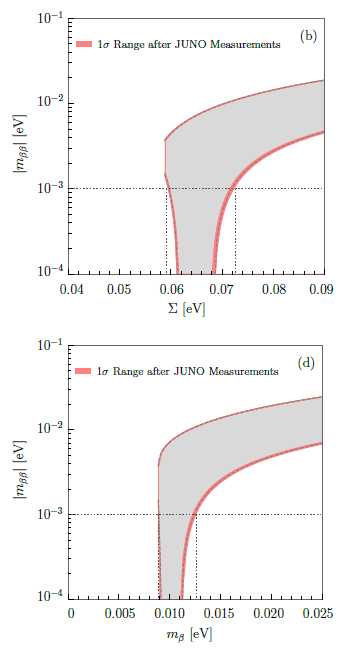 (b)
1σ Range after JUNO Measurements
10⁻¹
10⁻²
10⁻³
10⁻⁴
|m_ββ| [eV]
0.04 0.05 0.06 0.07 0.08 0.09
Σ [eV]
(d)
1σ Range after JUNO Measurements
10⁻¹
10⁻²
10⁻³
10⁻⁴
|m_ββ| [eV]
0 0.005 0.010 0.015 0.020 0.025
m_β [eV]